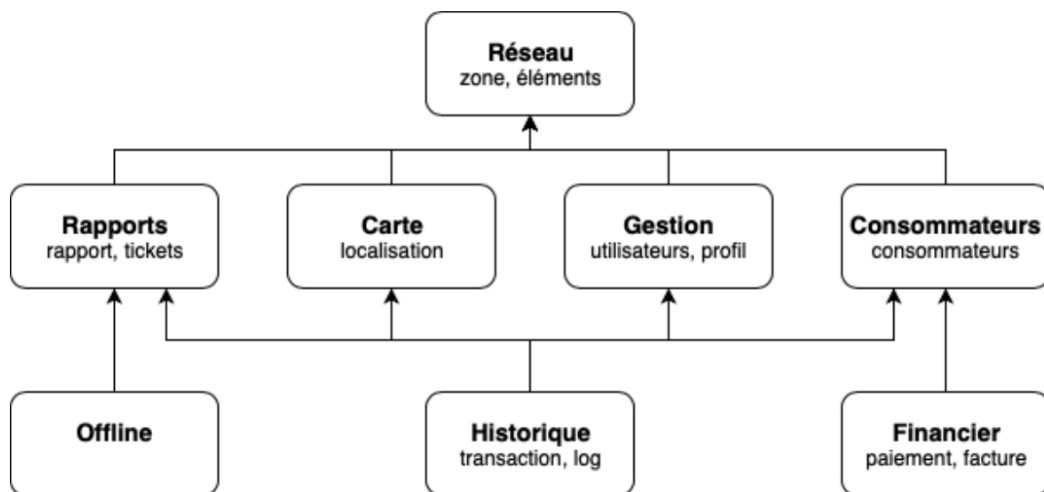 Réseau
zone, éléments
Rapports
rapport, tickets
Carte
localisation
Gestion
utilisateurs, profil
Consommateurs
consommateurs
Offline
Historique
transaction, log
Financier
paiement, facture